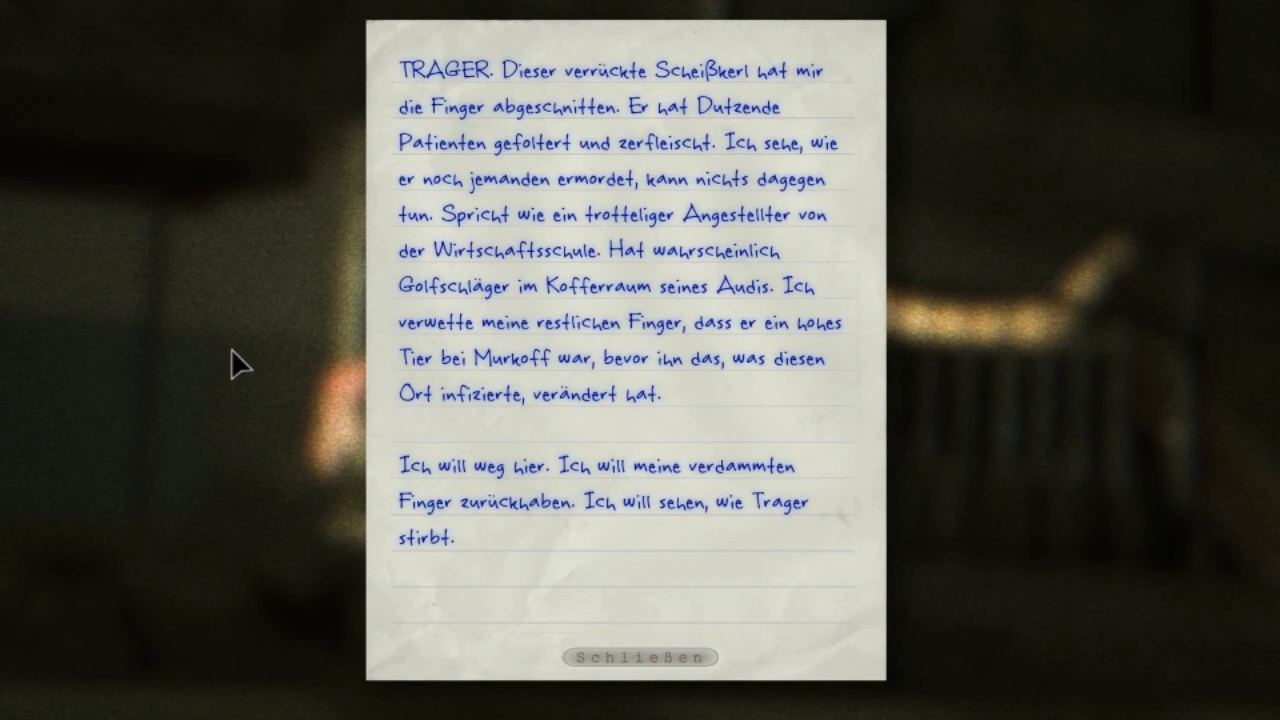 TRAGER. Dieser verrückte Scheißkerl hat mir
die Finger abgeschnitten. Er hat Dutzende
Patienten gefoltert und zerfleischt. Ich sehe, wie
er noch jemanden ermordet, kann nichts dagegen
tun. Spricht wie ein trotteliger Angestellter von
der Wirtschaftsschule. Hat wahrscheinlich
Golfschläger im Kofferraum seines Audis. Ich
verwette meine restlichen Finger, dass er ein hohes
Tier bei Murkoff war, bevor ihn das, was diesen
Ort infizierte, verändert hat.
Ich will weg hier. Ich will meine verdammten
Finger zurückhaben. Ich will sehen, wie Trager
stirbt.
Schließen